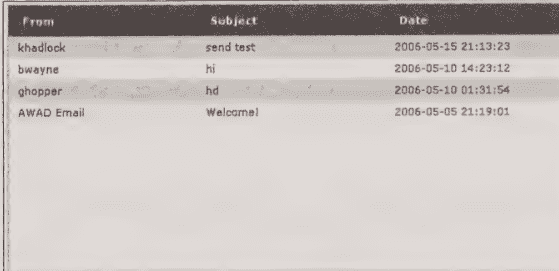 From Subject Date
khadlock send test 2006-05-15 21:13:23
bwayne hi 2006-05-10 14:23:12
ghopper hd 2006-05-10 01:31:54
AWAD Email Welcome! 2006-05-05 21:19:01